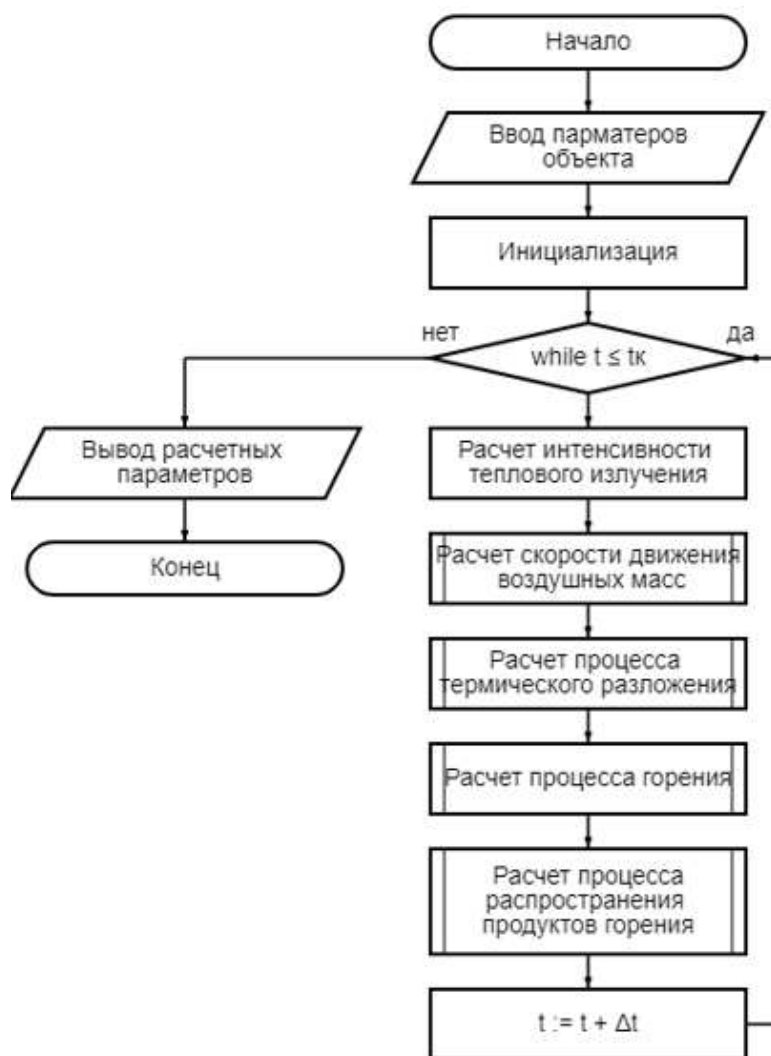 Начало
Ввод парматеров
объекта
Инициализация
нет
while t ≤ tк
да
Вывод расчетных
параметров
Конец
Расчет интенсивности
теплового излучения
Расчет скорости движения
воздушных масс
Расчет процесса
термического разложения
Расчет процесса горения
Расчет процесса
распространения
продуктов горения
t := t + Δt